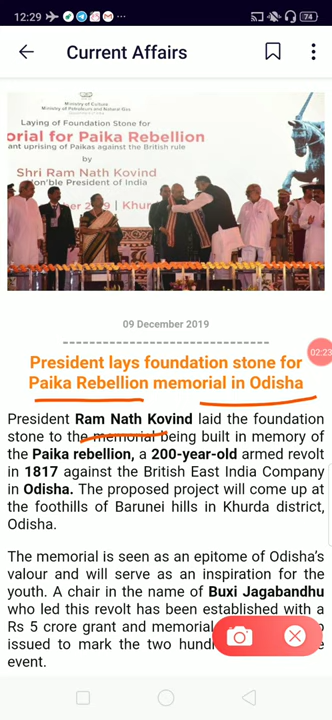 12:29
74
Current Affairs
Ministry of Culture
Ministry of Petroleum and Natural Gas
Laying of Foundation Stone for
orial for Paika Rebellion
ant uprising of Paikas against the British rule
by
Shri Ram Nath Kovind
on'ble President of India
Khur
09 December 2019
President lays foundation stone for
Paika Rebellion memorial in Odisha
02:23
President Ram Nath Kovind laid the foundation
stone to the memorial being built in memory of
the Paika rebellion, a 200-year-old armed revolt
in 1817 against the British East India Company
in Odisha. The proposed project will come up at
the foothills of Barunei hills in Khurda district,
Odisha.
The memorial is seen as an epitome of Odisha's
valour and will serve as an inspiration for the
youth. A chair in the name of Buxi Jagabandhu
who led this revolt has been established with a
Rs 5 crore grant and memorial
issued to mark the two hund
event.